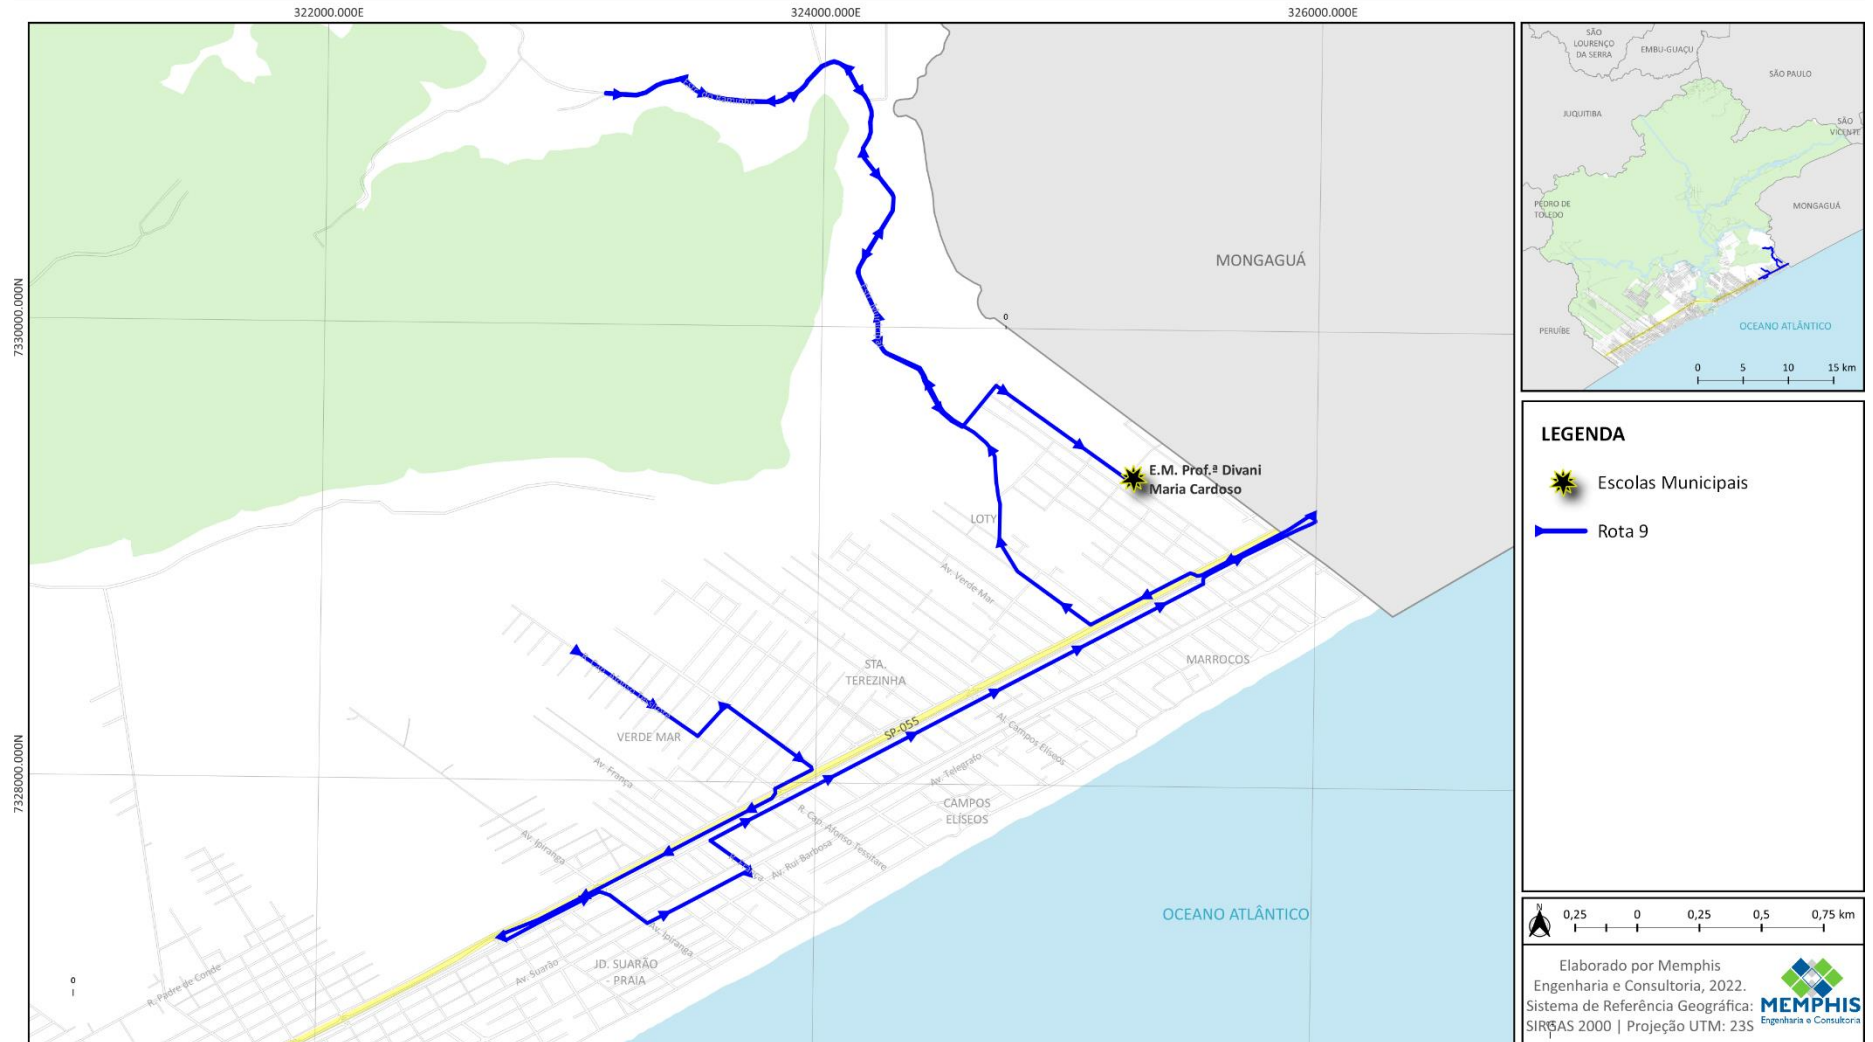 322000.000E
324000.000E
326000.000E
7330000.000N
7328000.000N
MONGAGUÁ
0
E.M. Prof.ª Divani
Maria Cardoso
LOTY
Av. Verde Mar
STA.
TEREZINHA
MARROCOS
VERDE MAR
SP-055
Al. Campos Elíseos
Av. França
Av. Telegrafo
CAMPOS
ELÍSEOS
R. Cap. Afonso Tessitare
Av. Ipiranga
Av. Rui Barbosa
Av. Ipiranga
OCEANO ATLÂNTICO
JD. SUARÃO
- PRAIA
Av. Suarão
R. Padre de Conde
0
SÃO
LOURENÇO
DA SERRA
EMBU-GUAÇU
SÃO PAULO
JUQUITIBA
SÃO
VICENTE
PEDRO DE
TOLEDO
MONGAGUÁ
PERUÍBE
OCEANO ATLÂNTICO
0 5 10 15 km
LEGENDA
Escolas Municipais
Rota 9
N
0,25 0 0,25 0,5 0,75 km
Elaborado por Memphis
Engenharia e Consultoria, 2022.
Sistema de Referência Geográfica:
SIRGAS 2000 | Projeção UTM: 23S
MEMPHIS
Engenharia e Consultoria